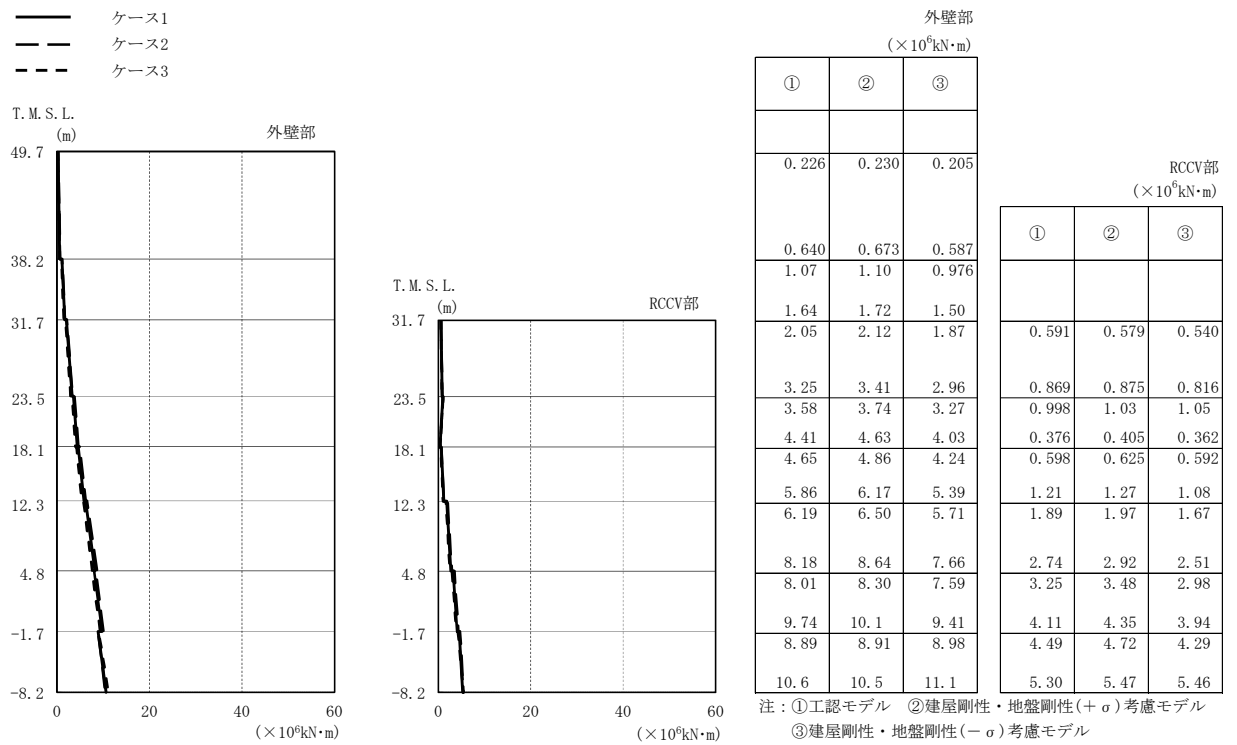 ケース1
ケース2
ケース3
T.M.S.L.
(m)
外壁部
49.7
38.2
31.7
23.5
18.1
12.3
4.8
-1.7
-8.2
0 20 40 60
(×10⁶kN・m)
T.M.S.L.
(m)
RCCV部
31.7
23.5
18.1
12.3
4.8
-1.7
-8.2
0 20 40 60
(×10⁶kN・m)
外壁部
(×10⁶kN・m)
① ② ③
0.226 0.230 0.205
0.640 0.673 0.587
1.07 1.10 0.976
1.64 1.72 1.50
2.05 2.12 1.87
3.25 3.41 2.96
3.58 3.74 3.27
4.41 4.63 4.03
4.65 4.86 4.24
5.86 6.17 5.39
6.19 6.50 5.71
8.18 8.64 7.66
8.01 8.30 7.59
9.74 10.1 9.41
8.89 8.91 8.98
10.6 10.5 11.1
RCCV部
(×10⁶kN・m)
① ② ③
0.591 0.579 0.540
0.869 0.875 0.816
0.998 1.03 1.05
0.376 0.405 0.362
0.598 0.625 0.592
1.21 1.27 1.08
1.89 1.97 1.67
2.74 2.92 2.51
3.25 3.48 2.98
4.11 4.35 3.94
4.49 4.72 4.29
5.30 5.47 5.46
注：①工認モデル ②建屋剛性・地盤剛性(＋σ)考慮モデル
③建屋剛性・地盤剛性(－σ)考慮モデル